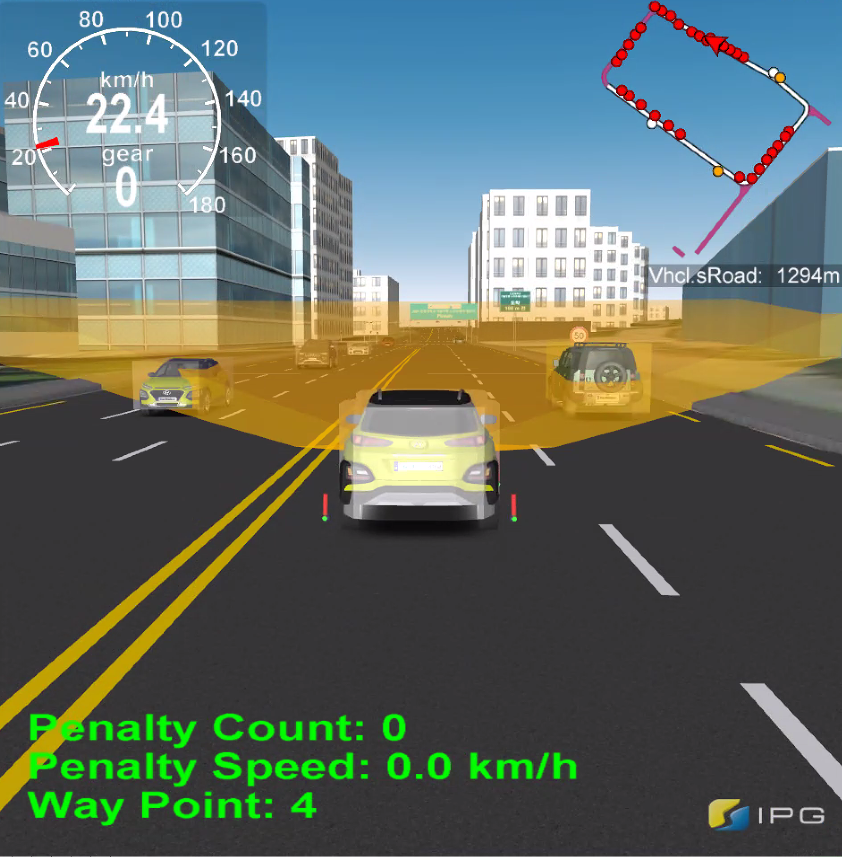 80 100
60 120
km/h
40 22.4 140
20 gear 160
0
180
Vhcl.sRoad: 1294m
50
Penalty Count: 0
Penalty Speed: 0.0 km/h
Way Point: 4
IPG